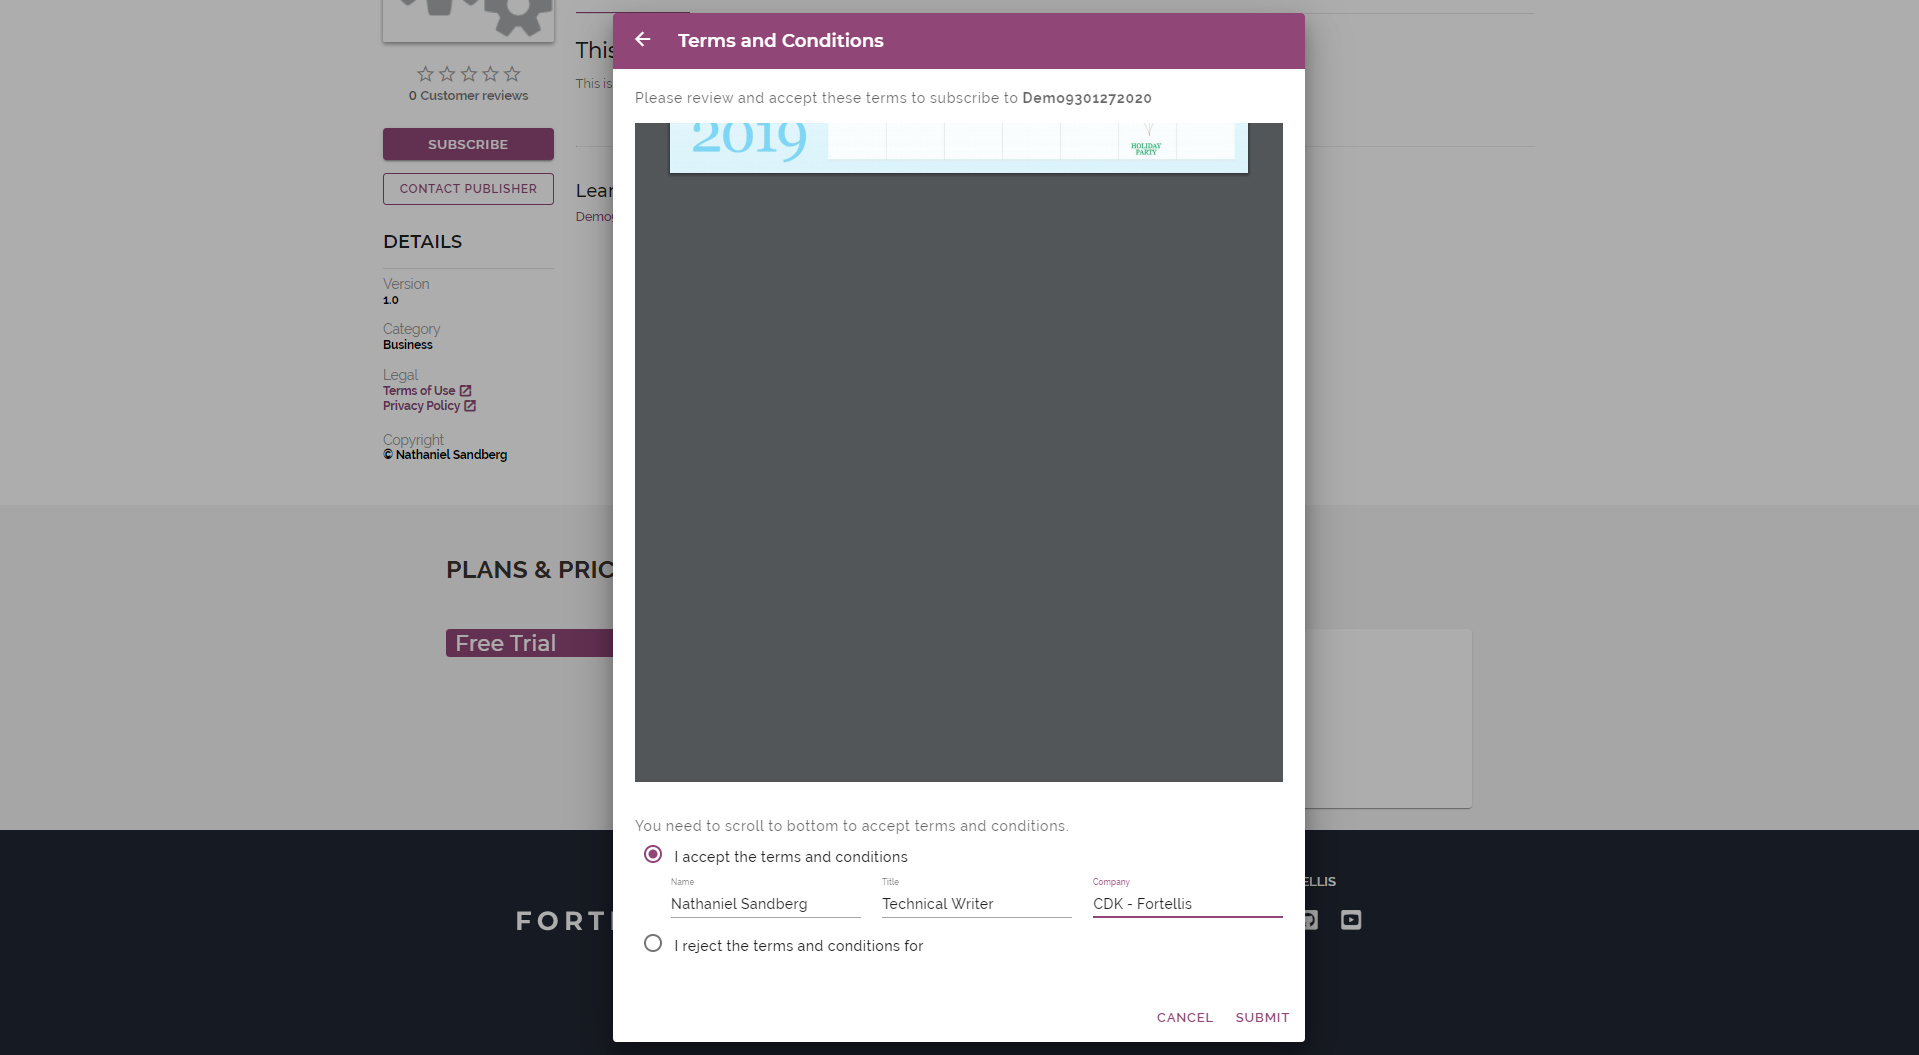 This
This is
0 Customer reviews
SUBSCRIBE
CONTACT PUBLISHER
DETAILS
Version
1.0
Category
Business
Legal
Terms of Use
Privacy Policy
Copyright
© Nathaniel Sandberg
Lear
Demo9
PLANS & PRIC
Free Trial
FORT
ELLIS
Terms and Conditions
Please review and accept these terms to subscribe to Demo9301272020
2019
HOLIDAY
PARTY
You need to scroll to bottom to accept terms and conditions.
I accept the terms and conditions
Name Title Company
Nathaniel Sandberg Technical Writer CDK - Fortellis
I reject the terms and conditions for
CANCEL SUBMIT